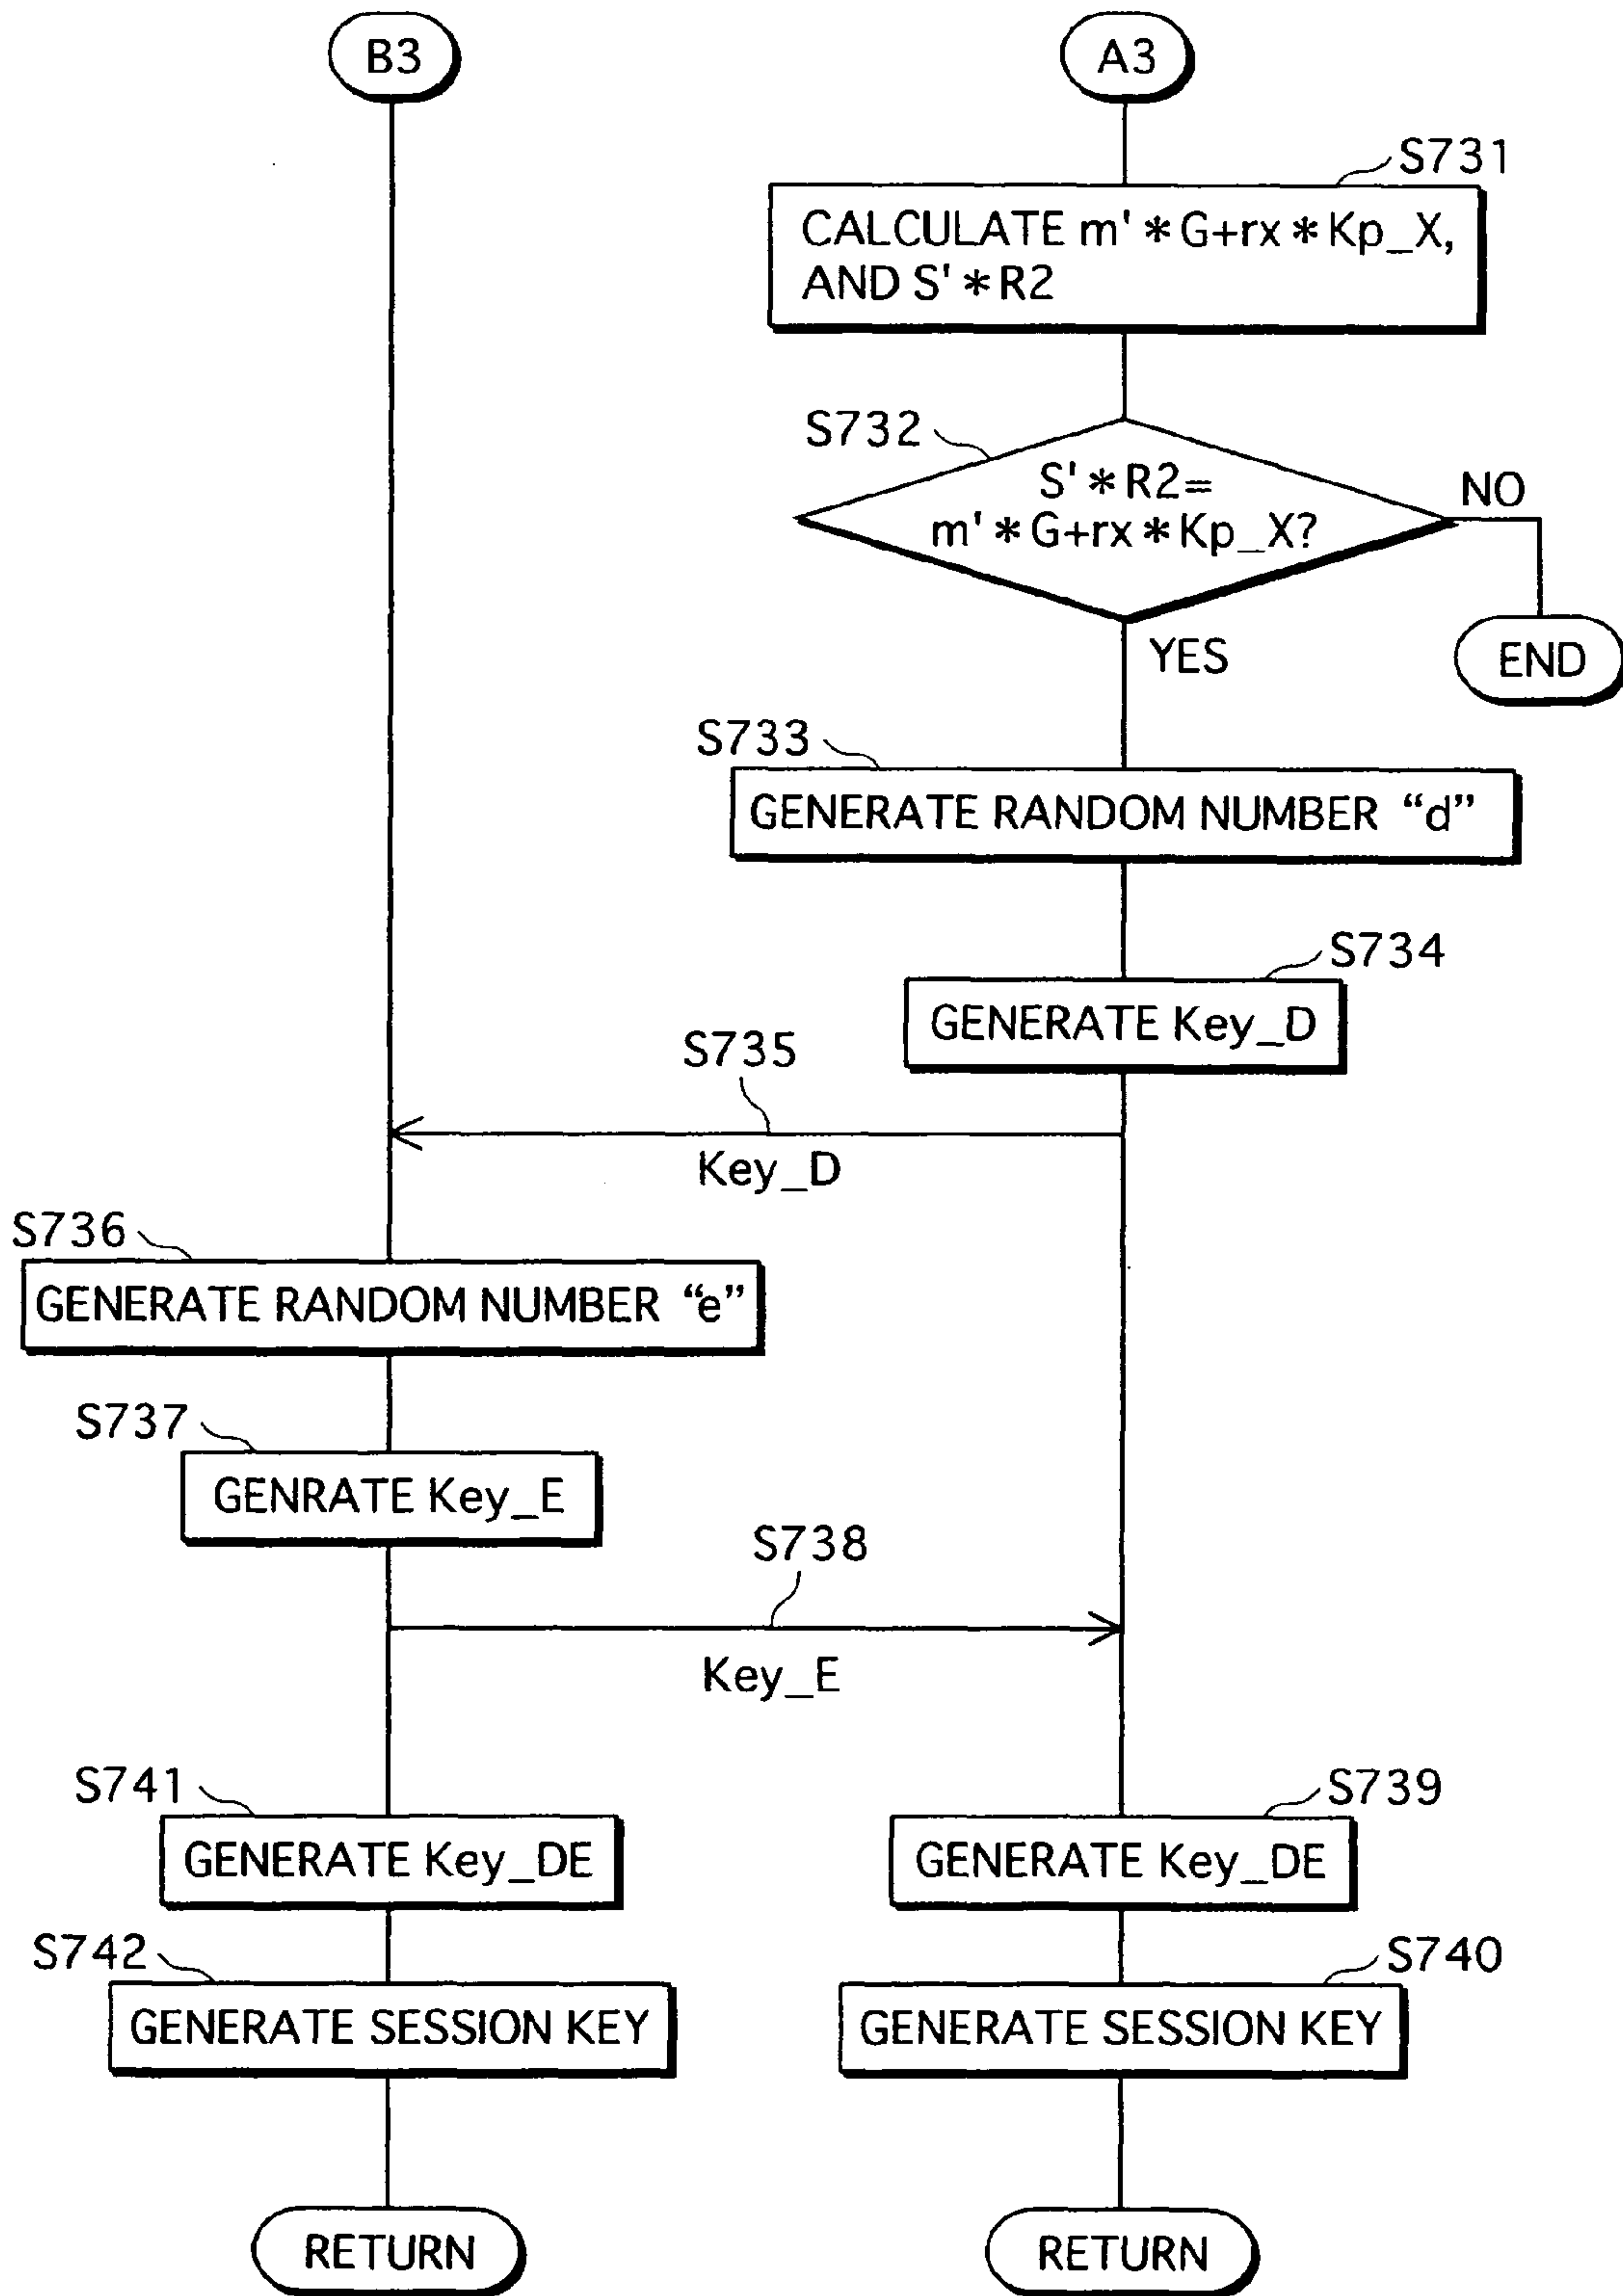 B3
A3
S731
CALCULATE m' * G+rx * Kp_X,
AND S' * R2
S732
S' * R2=
m' * G+rx * Kp_X?
NO
END
YES
S733
GENERATE RANDOM NUMBER “d”
S734
GENERATE Key_D
S735
Key_D
S736
GENERATE RANDOM NUMBER “e”
S737
GENRATE Key_E
S738
Key_E
S741
GENERATE Key_DE
S739
GENERATE Key_DE
S742
GENERATE SESSION KEY
S740
GENERATE SESSION KEY
RETURN
RETURN